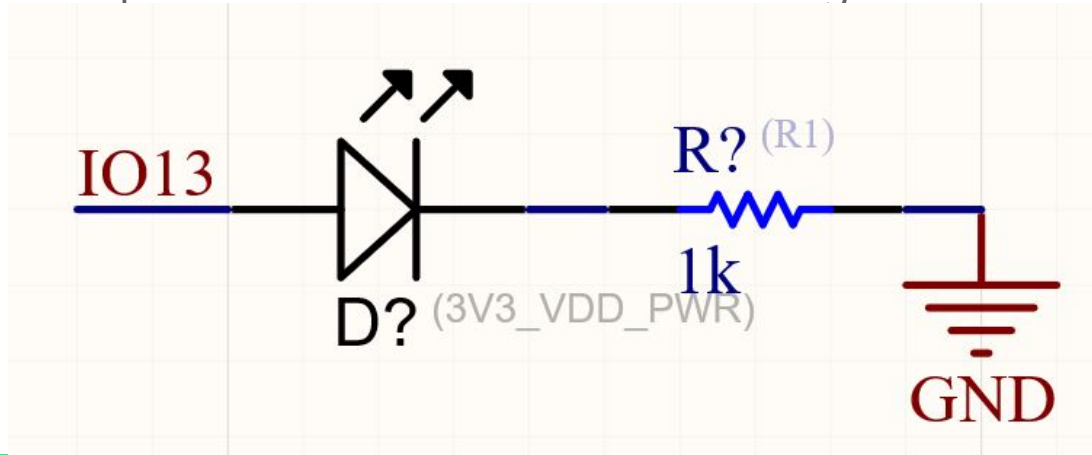 IO13
R? (R1)
1k
D? (3V3_VDD_PWR)
GND